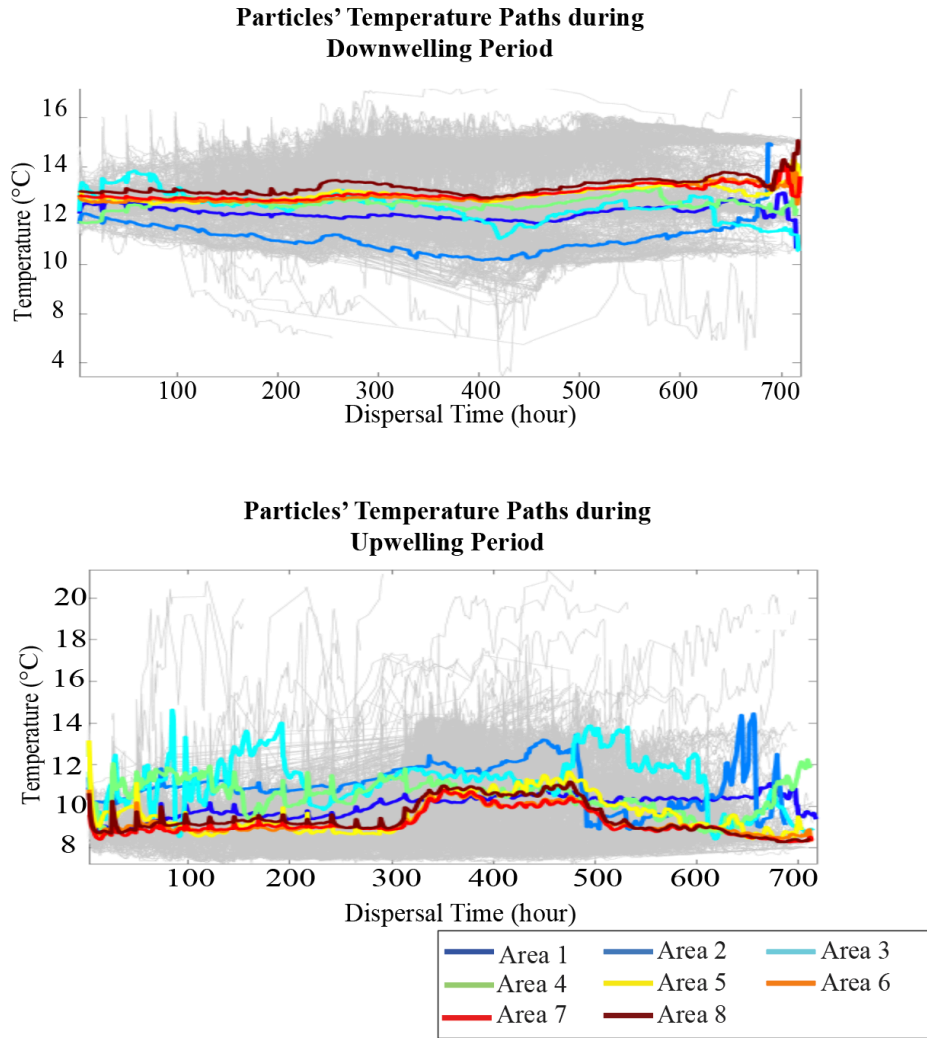 Particles’ Temperature Paths during
Downwelling Period
Temperature (°C)
16
14
12
10
8
4
100 200 300 400 500 600 700
Dispersal Time (hour)
Particles’ Temperature Paths during
Upwelling Period
Temperature (°C)
20
18
16
14
12
10
8
100 200 300 400 500 600 700
Dispersal Time (hour)
Area 1 Area 2 Area 3
Area 4 Area 5 Area 6
Area 7 Area 8